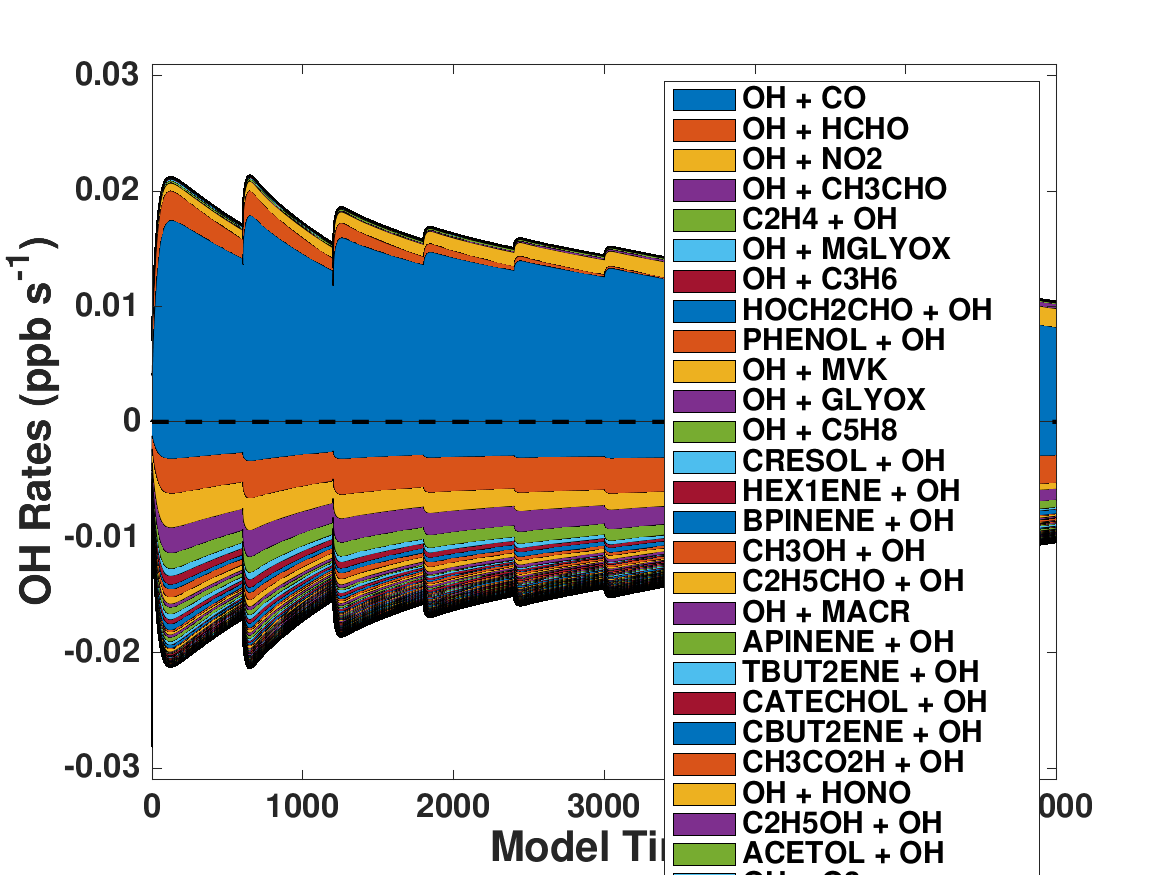 0.03
0.02
0.01
0
-0.01
-0.02
-0.03
OH Rates (ppb s-1)
0
1000
2000
3000
000
Model Ti
OH + CO
OH + HCHO
OH + NO2
OH + CH3CHO
C2H4 + OH
OH + MGLYOX
OH + C3H6
HOCH2CHO + OH
PHENOL + OH
OH + MVK
OH + GLYOX
OH + C5H8
CRESOL + OH
HEX1ENE + OH
BPINENE + OH
CH3OH + OH
C2H5CHO + OH
OH + MACR
APINENE + OH
TBUT2ENE + OH
CATECHOL + OH
CBUT2ENE + OH
CH3CO2H + OH
OH + HONO
C2H5OH + OH
ACETOL + OH